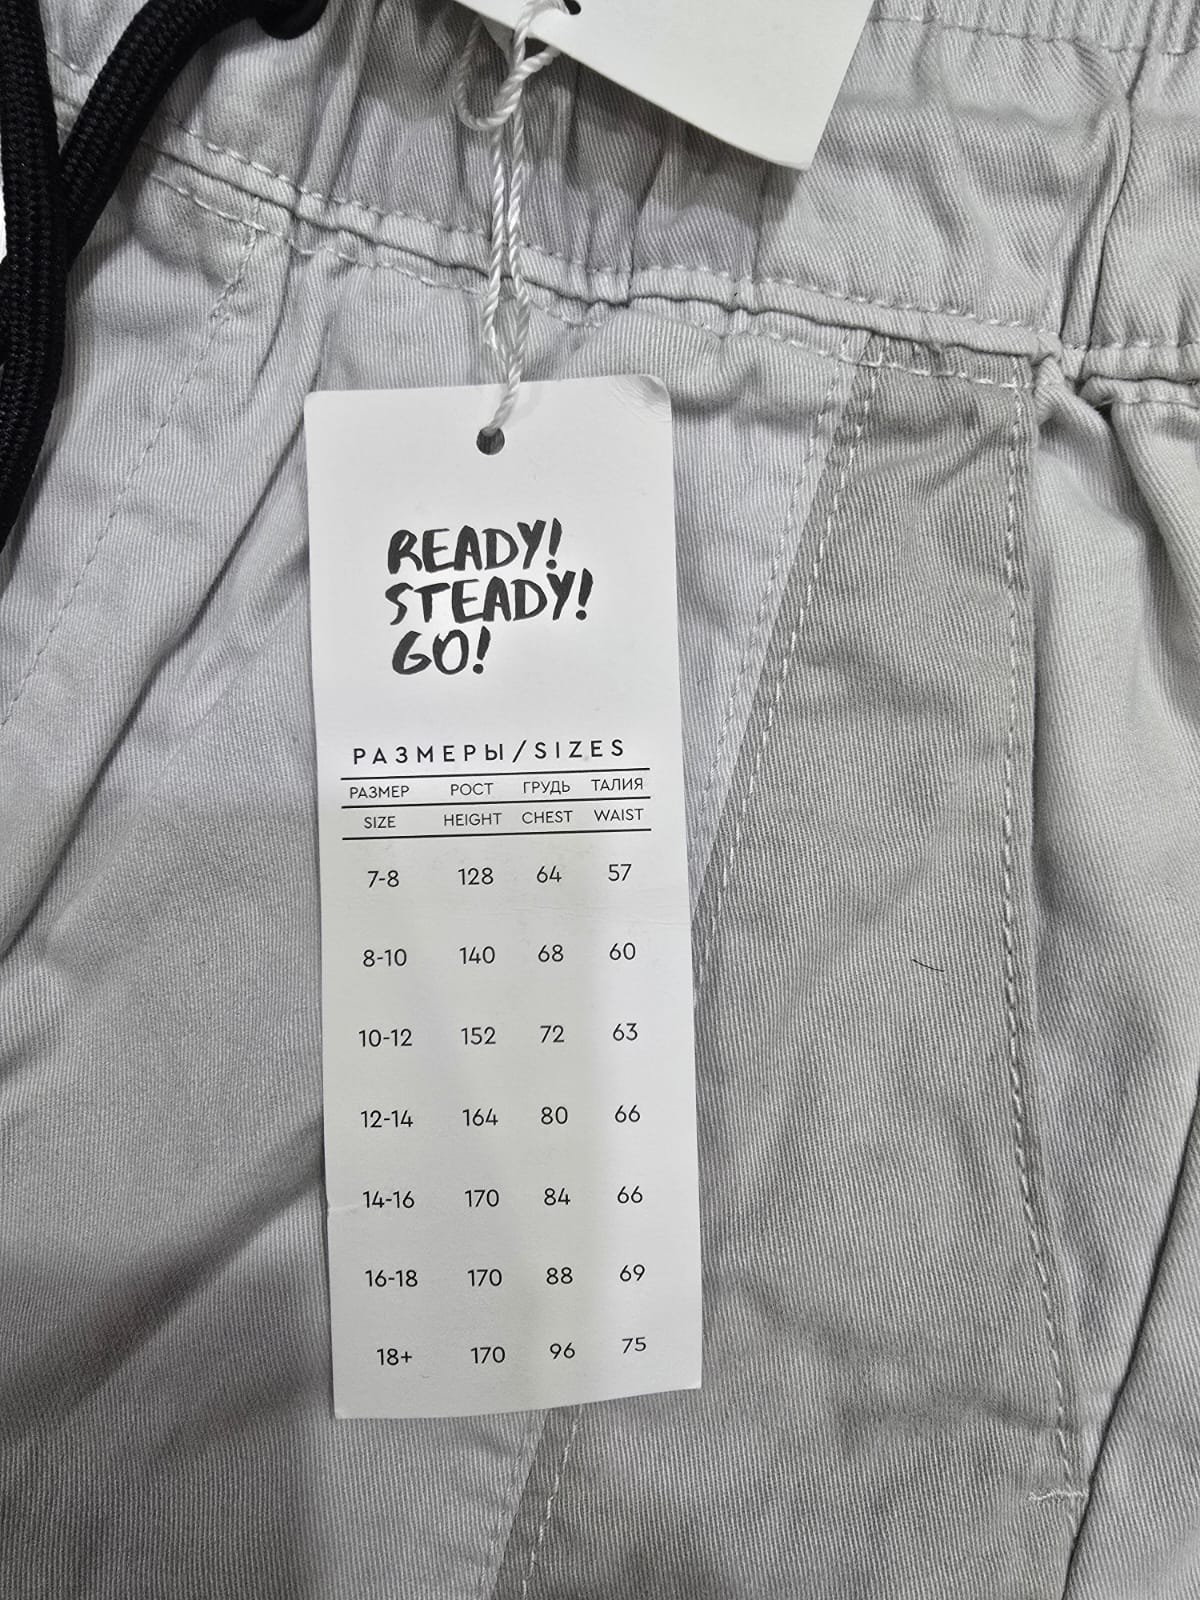 READY!
STEADY!
GO!
РАЗМЕРЫ/SIZES
РАЗМЕР РОСТ ГРУДЬ ТАЛИЯ
SIZE HEIGHT CHEST WAIST
7-8 128 64 57
8-10 140 68 60
10-12 152 72 63
12-14 164 80 66
14-16 170 84 66
16-18 170 88 69
18+ 170 96 75